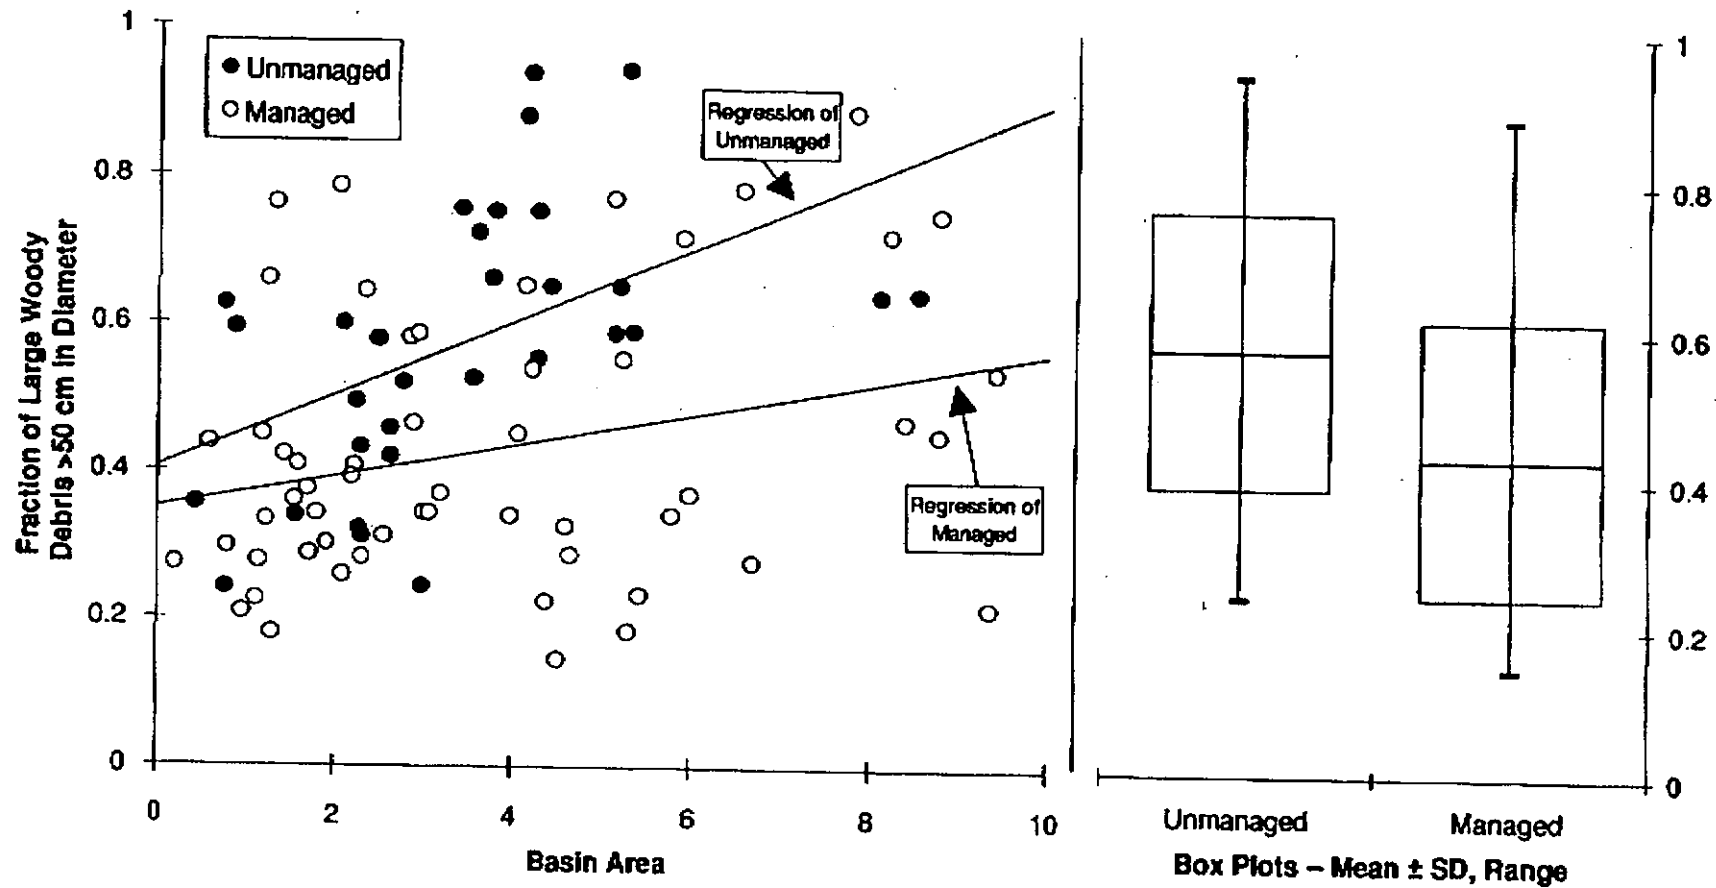 Unmanaged
Managed
Regression of
Unmanaged
Regression of
Managed
Fraction of Large Woody
Debris >50 cm in Diameter
1
0.8
0.6
0.4
0.2
0
0 2 4 6 8 10
Basin Area
1
0.8
0.6
0.4
0.2
0
Unmanaged Managed
Box Plots – Mean ± SD, Range